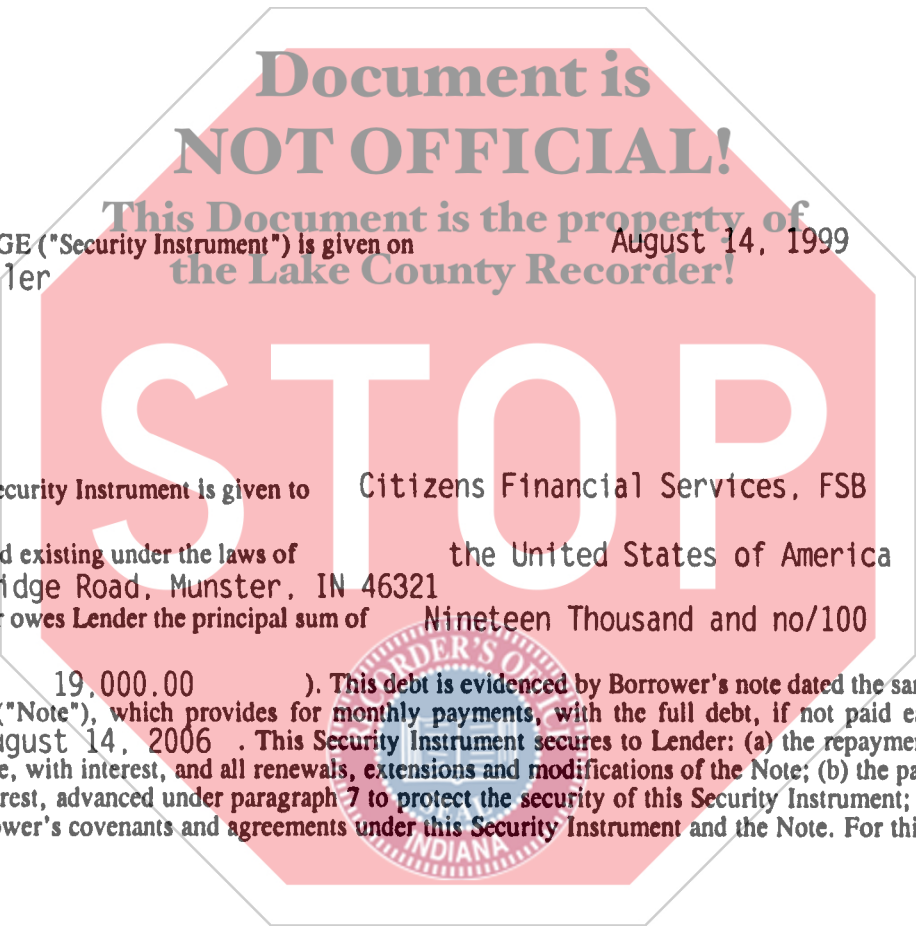 Document is
NOT OFFICIAL!
This Document is the property of
the Lake County Recorder!
GE ("Security Instrument") is given on August 14, 1999
ler
STOP
ecurity Instrument is given to Citizens Financial Services, FSB
d existing under the laws of the United States of America
idge Road, Munster, IN 46321
r owes Lender the principal sum of Nineteen Thousand and no/100
19,000.00 ). This debt is evidenced by Borrower's note dated the sa
("Note"), which provides for monthly payments, with the full debt, if not paid e
ugust 14, 2006 . This Security Instrument secures to Lender: (a) the repayme
e, with interest, and all renewals, extensions and modifications of the Note; (b) the pa
rest, advanced under paragraph 7 to protect the security of this Security Instrument;
ower's covenants and agreements under this Security Instrument and the Note. For thi
RECORDER'S OFFICE
SEAL
INDIANA